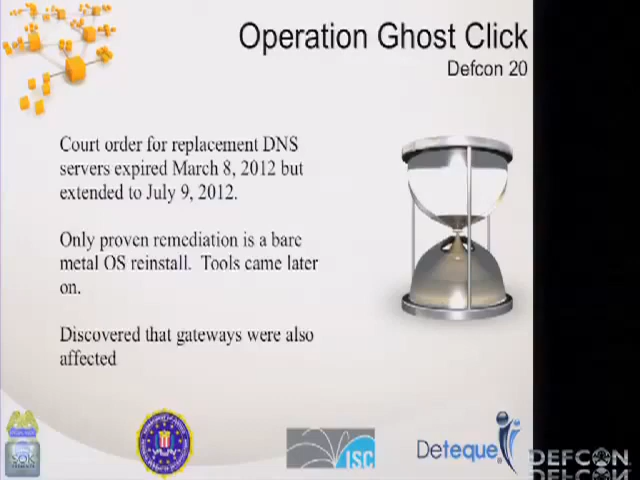 Operation Ghost Click
Defcon 20
Court order for replacement DNS
servers expired March 8, 2012 but
extended to July 9, 2012.
Only proven remediation is a bare
metal OS reinstall. Tools came later
on.
Discovered that gateways were also
affected
ISC
Deteque
DEFCON